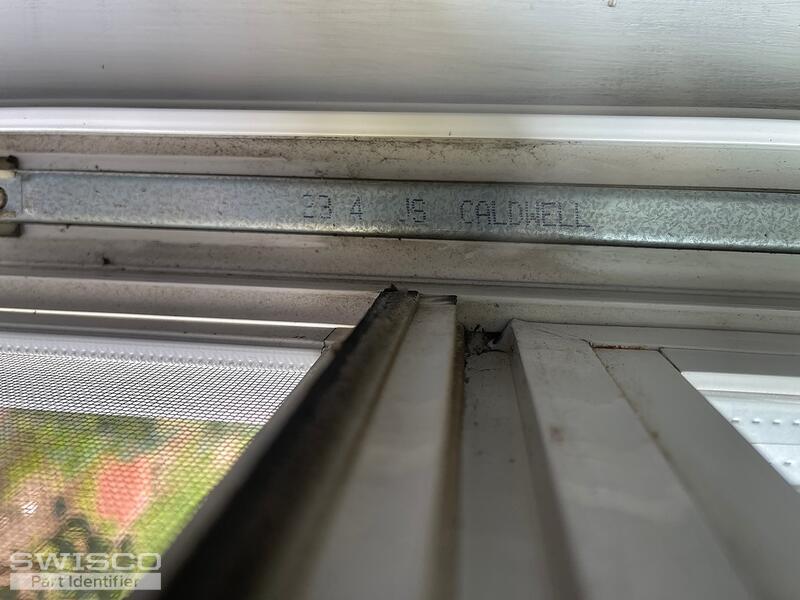 23 4 JS CALDWELL
SWISCO
Part Identifier